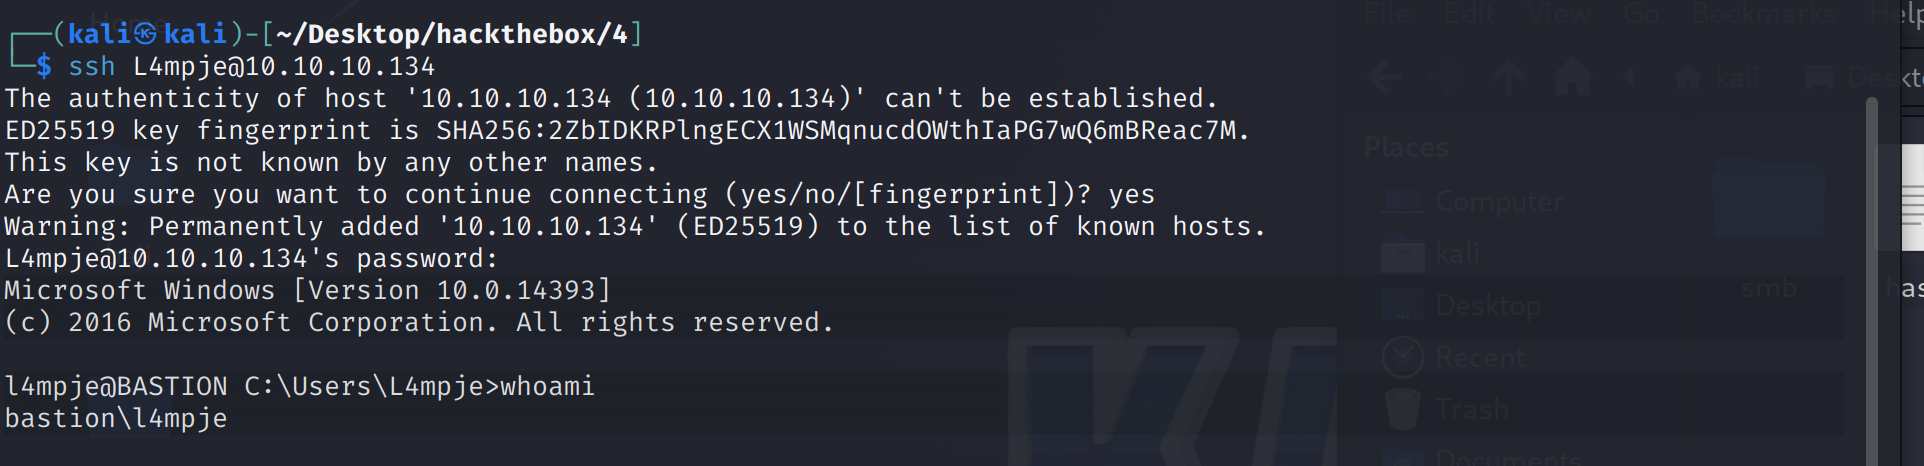 ┌──(kali㉿kali)-[~/Desktop/hackthebox/4]
└─$ ssh L4mpje@10.10.10.134
The authenticity of host '10.10.10.134 (10.10.10.134)' can't be established.
ED25519 key fingerprint is SHA256:2ZbIDKRPlngECX1WSMqnucdOWthIaPG7wQ6mBReac7M.
This key is not known by any other names.
Are you sure you want to continue connecting (yes/no/[fingerprint])? yes
Warning: Permanently added '10.10.10.134' (ED25519) to the list of known hosts.
L4mpje@10.10.10.134's password:
Microsoft Windows [Version 10.0.14393]
(c) 2016 Microsoft Corporation. All rights reserved.
l4mpje@BASTION C:\Users\L4mpje>whoami
bastion\l4mpje
File Edit View Go Bookmarks Help
kali
Places
Computer
kali
Desktop
Recent
Trash
Documents
smb
Home